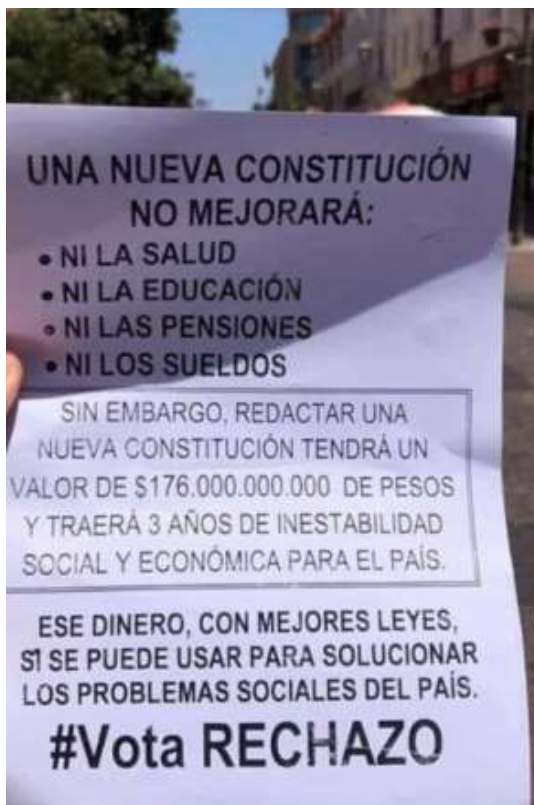 UNA NUEVA CONSTITUCIÓN
NO MEJORARÁ:
• NI LA SALUD
• NI LA EDUCACIÓN
• NI LAS PENSIONES
• NI LOS SUELDOS
SIN EMBARGO, REDACTAR UNA
NUEVA CONSTITUCIÓN TENDRÁ UN
VALOR DE $176.000.000.000 DE PESOS
Y TRAERÁ 3 AÑOS DE INESTABILIDAD
SOCIAL Y ECONÓMICA PARA EL PAÍS.
ESE DINERO, CON MEJORES LEYES,
SÍ SE PUEDE USAR PARA SOLUCIONAR
LOS PROBLEMAS SOCIALES DEL PAÍS.
#Vota RECHAZO